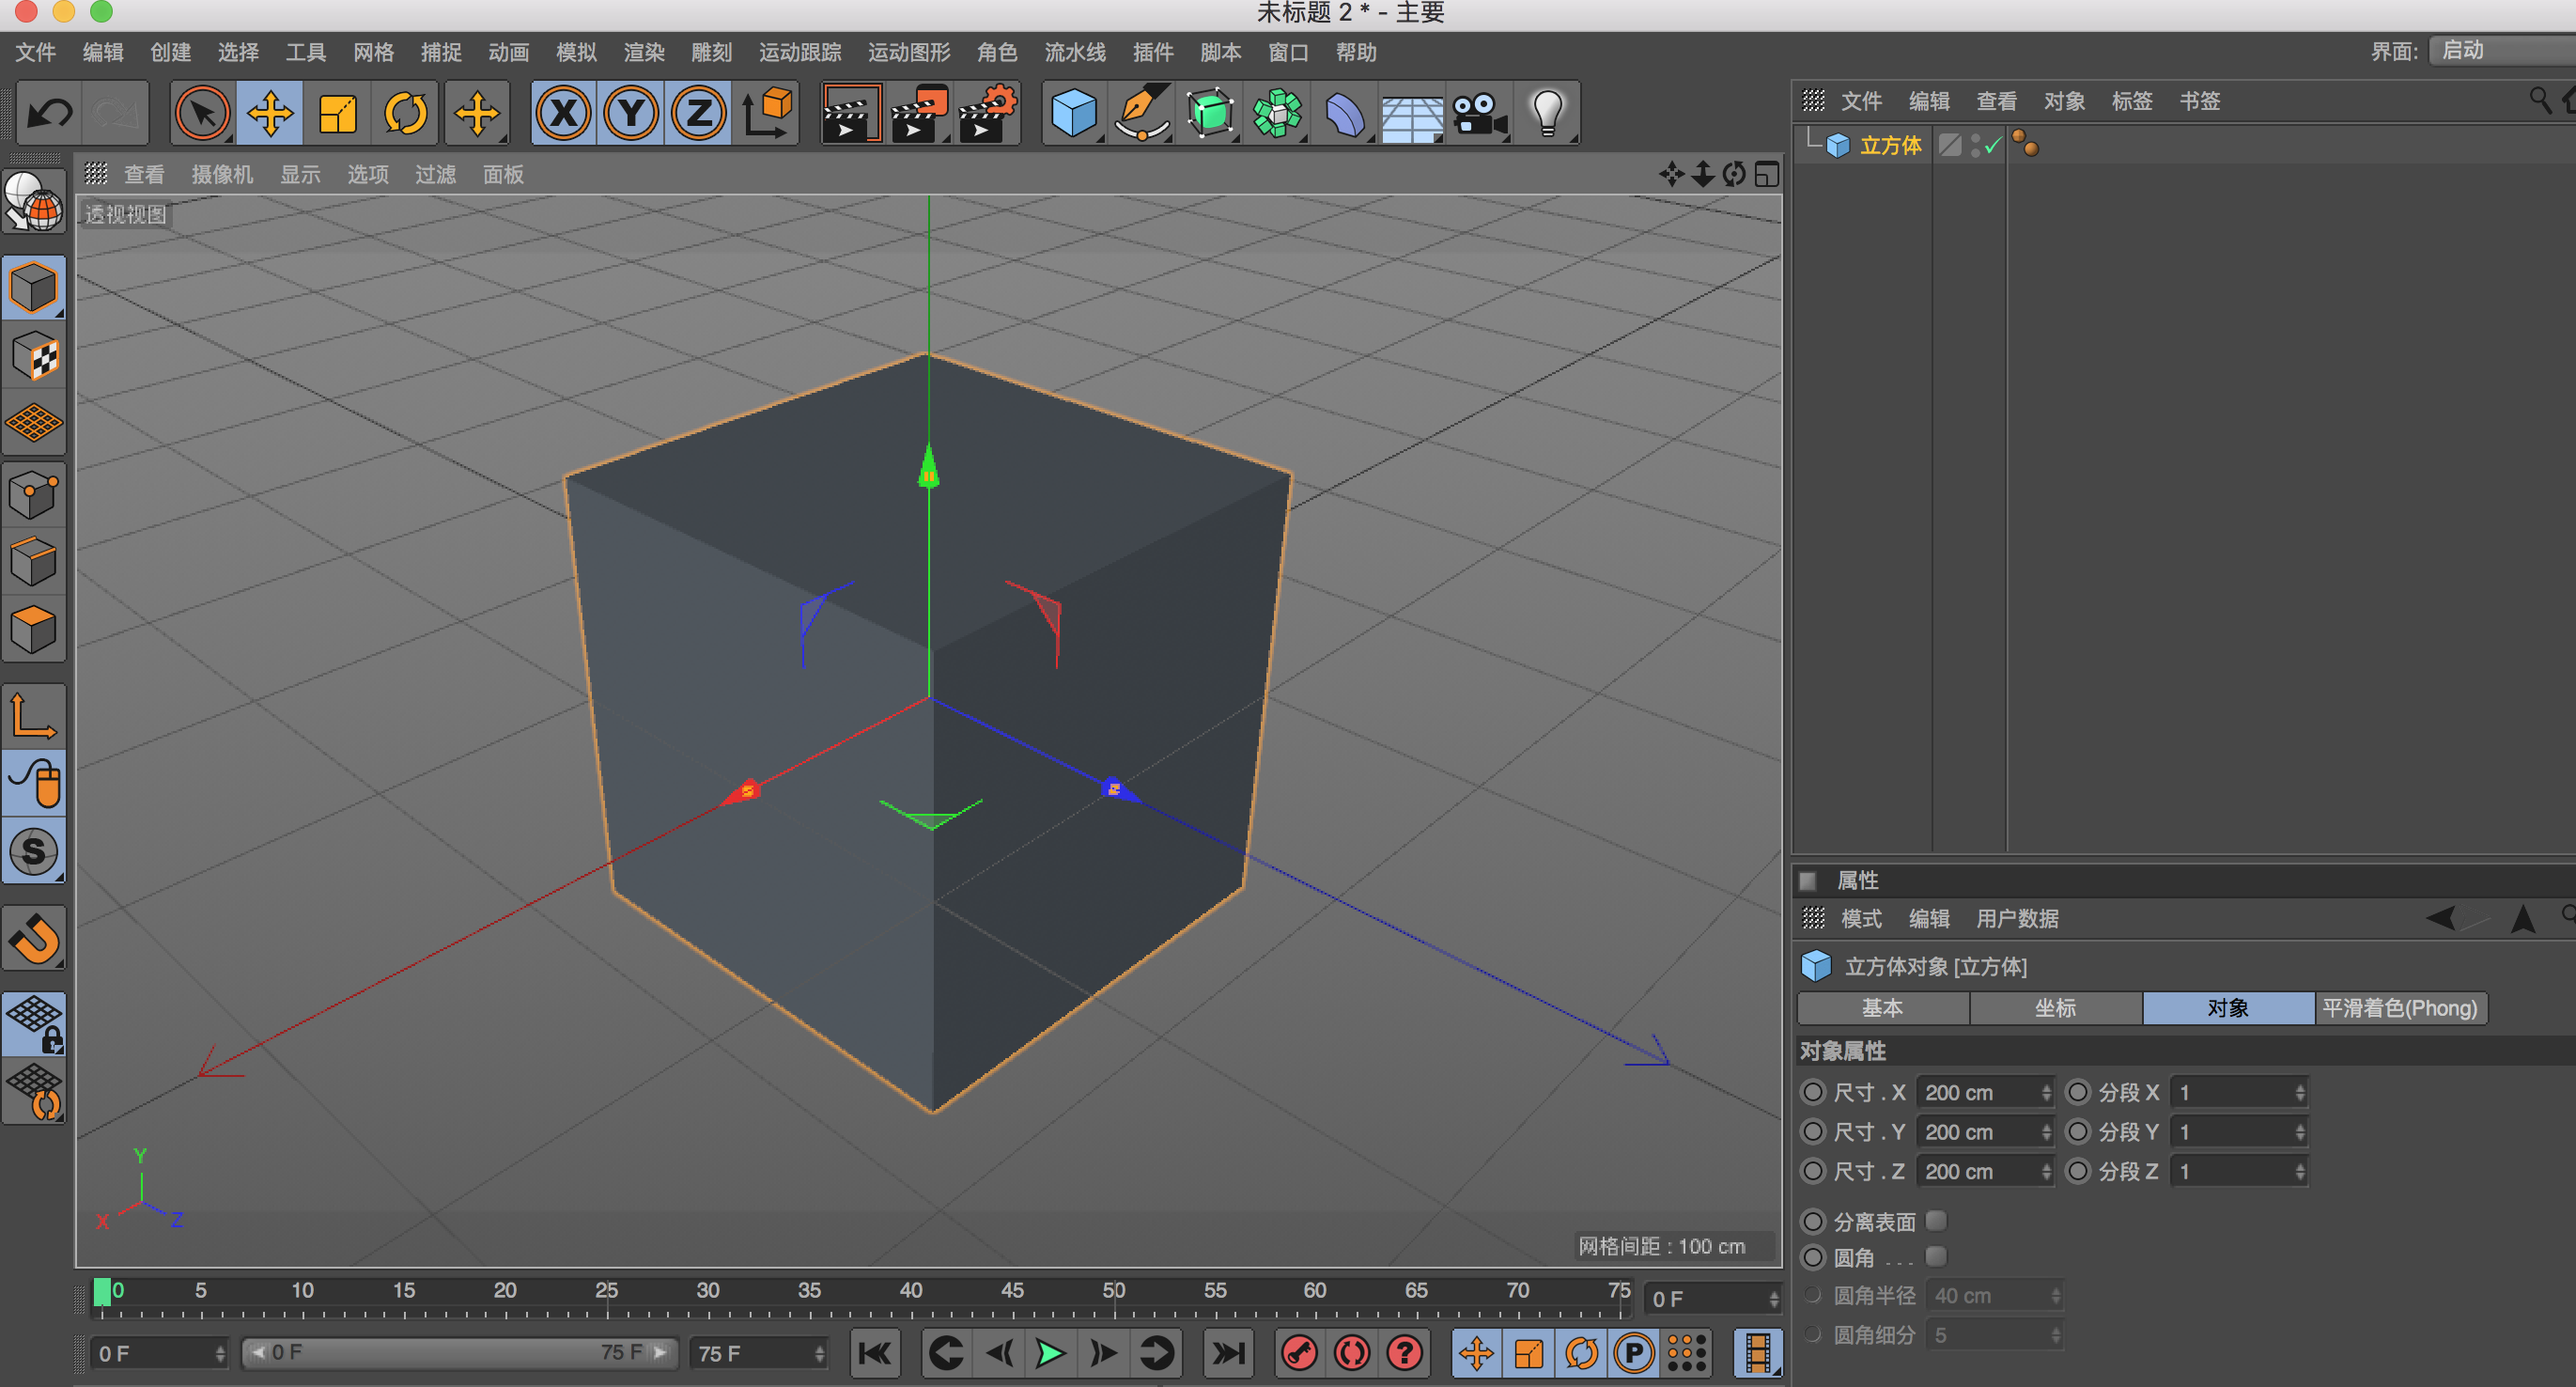 未标题 2 * - 主要
文件 编辑 创建 选择 工具 网格 捕捉 动画 模拟 渲染 雕刻 运动跟踪 运动图形 角色 流水线 插件 脚本 窗口 帮助 界面: 启动
X Y Z
文件 编辑 查看 对象 标签 书签
立方体
查看 摄像机 显示 选项 过滤 面板
透视视图
S
Y
X Z
网格间距 : 100 cm
属性
模式 编辑 用户数据
立方体对象 [立方体]
基本 坐标 对象 平滑着色(Phong)
对象属性
尺寸 . X 200 cm 分段 X 1
尺寸 . Y 200 cm 分段 Y 1
尺寸 . Z 200 cm 分段 Z 1
分离表面
圆角 . . .
圆角半径 40 cm
圆角细分 5
0 5 10 15 20 25 30 35 40 45 50 55 60 65 70 75 0 F
0 F 0 F 75 F 75 F ? P